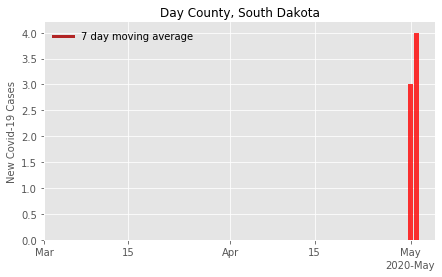 Day County, South Dakota
7 day moving average
New Covid-19 Cases
4.0
3.5
3.0
2.5
2.0
1.5
1.0
0.5
0.0
Mar 15 Apr 15 May
2020-May